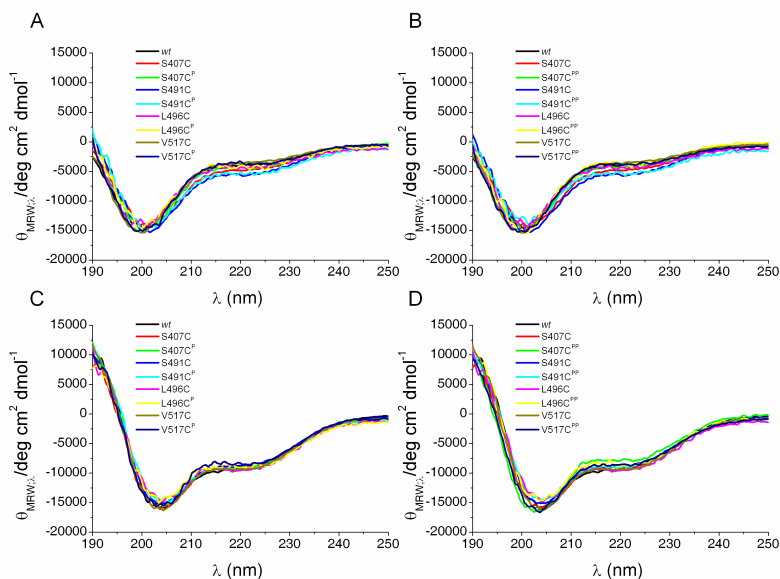 A
15000
10000
5000
0
-5000
-10000
-15000
-20000
θMRW;λ/deg cm² dmol⁻¹
wt
S407C
S407Cᴾ
S491C
S491Cᴾ
L496C
L496Cᴾ
V517C
V517Cᴾ
190 200 210 220 230 240 250
λ (nm)
B
15000
10000
5000
0
-5000
-10000
-15000
-20000
θMRW;λ/deg cm² dmol⁻¹
wt
S407C
S407Cᴾᴾ
S491C
S491Cᴾᴾ
L496C
L496Cᴾᴾ
V517C
V517Cᴾᴾ
190 200 210 220 230 240 250
λ (nm)
C
15000
10000
5000
0
-5000
-10000
-15000
-20000
θMRW;λ/deg cm² dmol⁻¹
wt
S407C
S407Cᴾ
S491C
S491Cᴾ
L496C
L496Cᴾ
V517C
V517Cᴾ
190 200 210 220 230 240 250
λ (nm)
D
15000
10000
5000
0
-5000
-10000
-15000
-20000
θMRW;λ/deg cm² dmol⁻¹
wt
S407C
S407Cᴾᴾ
S491C
S491Cᴾᴾ
L496C
L496Cᴾᴾ
V517C
V517Cᴾᴾ
190 200 210 220 230 240 250
λ (nm)